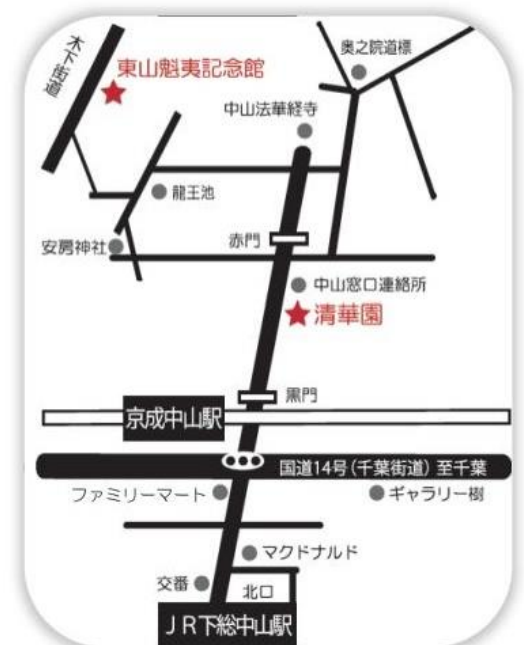 木下街道
東山魁夷記念館
奥之院道標
中山法華経寺
龍王池
安房神社
赤門
中山窓口連絡所
清華園
黒門
京成中山駅
国道14号(千葉街道)至千葉
ファミリーマート
ギャラリー樹
マクドナルド
交番
北口
JR下総中山駅